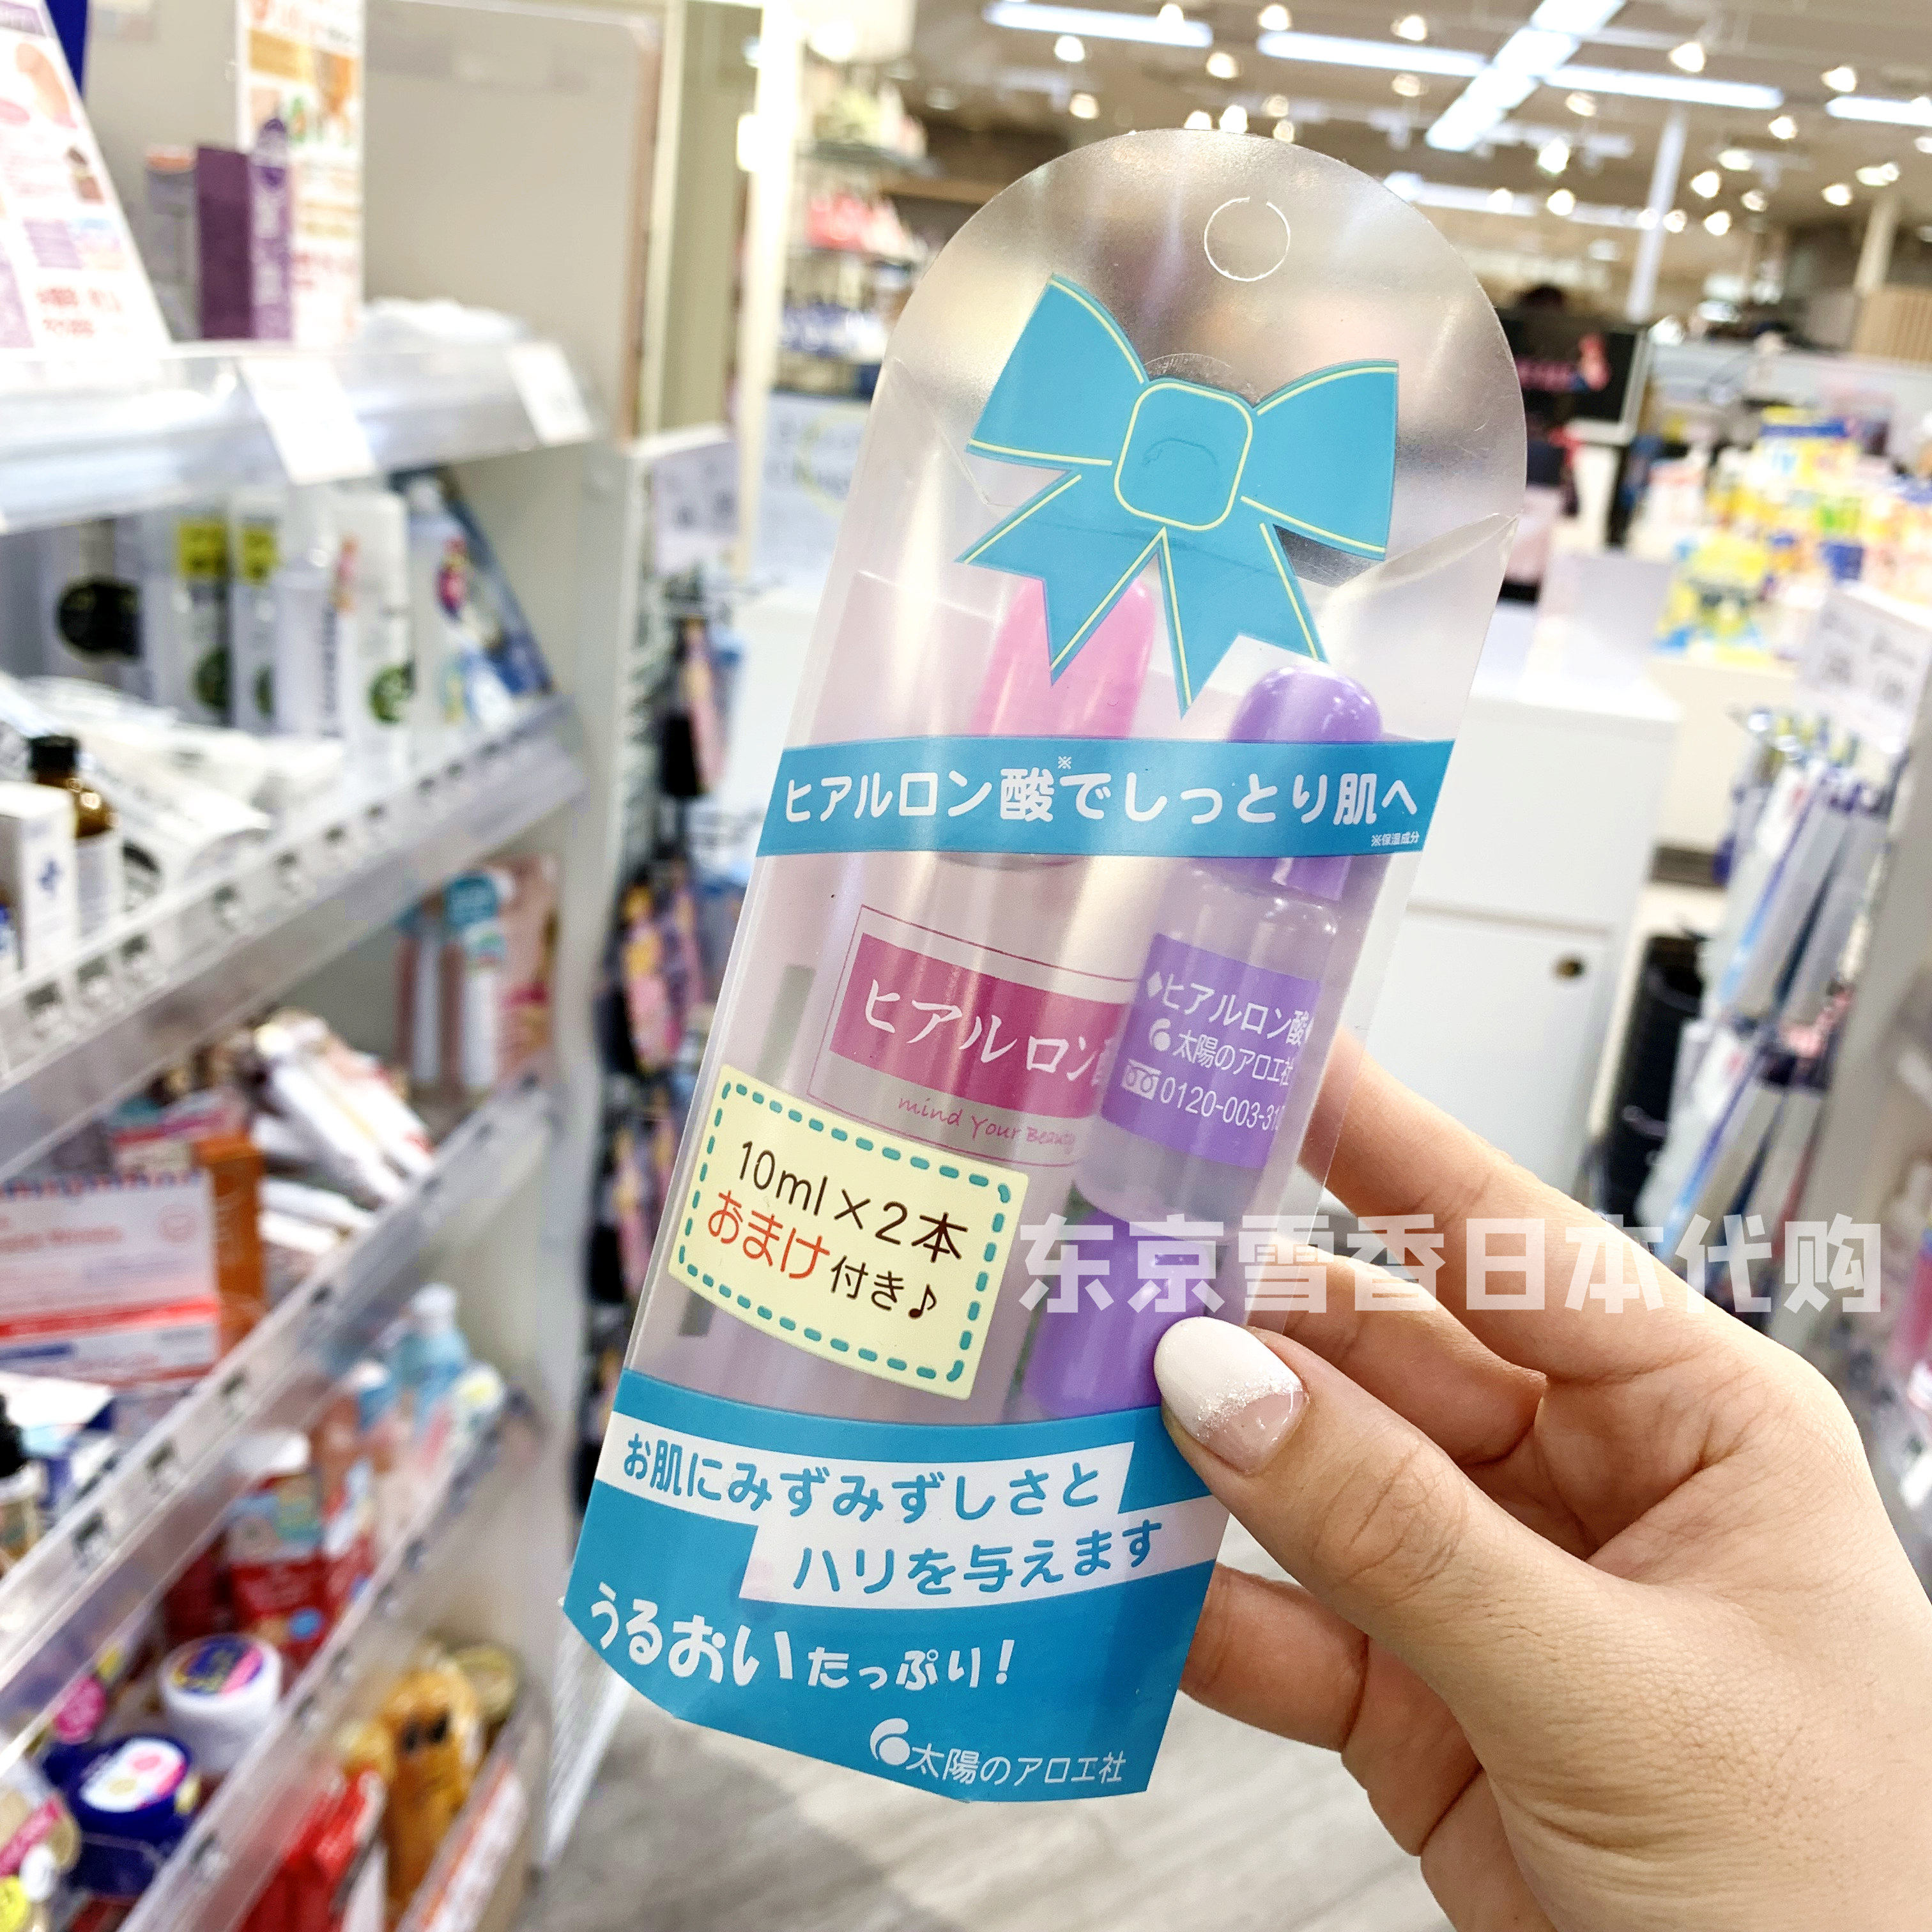 ヒアルロン酸※でしっとり肌へ
※保湿成分
ヒアルロン
mind Your Beauty
◆ヒアルロン酸
太陽のアロエ社
0120-003-31
10ml×2本
おまけ付き♪
东京雪香日本代购
お肌にみずみずしさと
ハリを与えます
うるおいたっぷり!
太陽のアロエ社